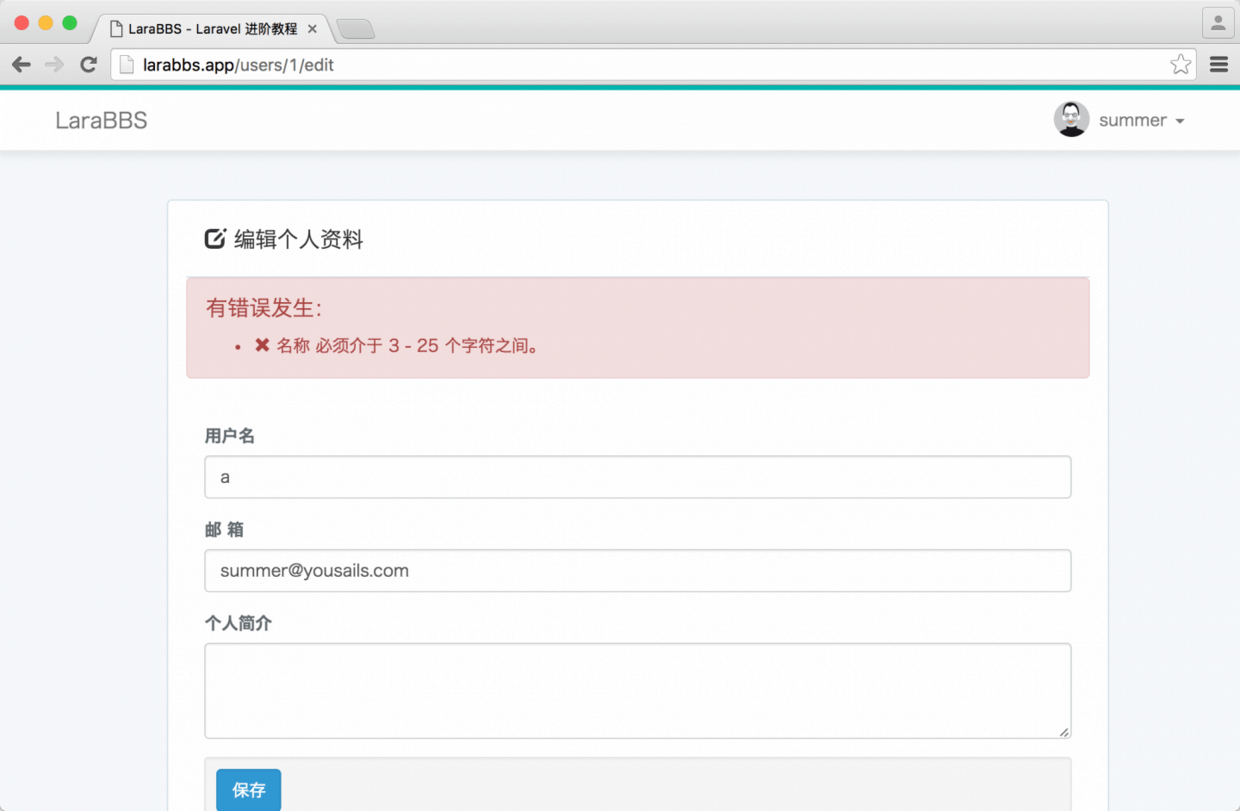 LaraBBS - Laravel 进阶教程
larabbs.app/users/1/edit
LaraBBS
summer
编辑个人资料
有错误发生：
• ✖ 名称 必须介于 3 - 25 个字符之间。
用户名
a
邮 箱
summer@yousails.com
个人简介
保存